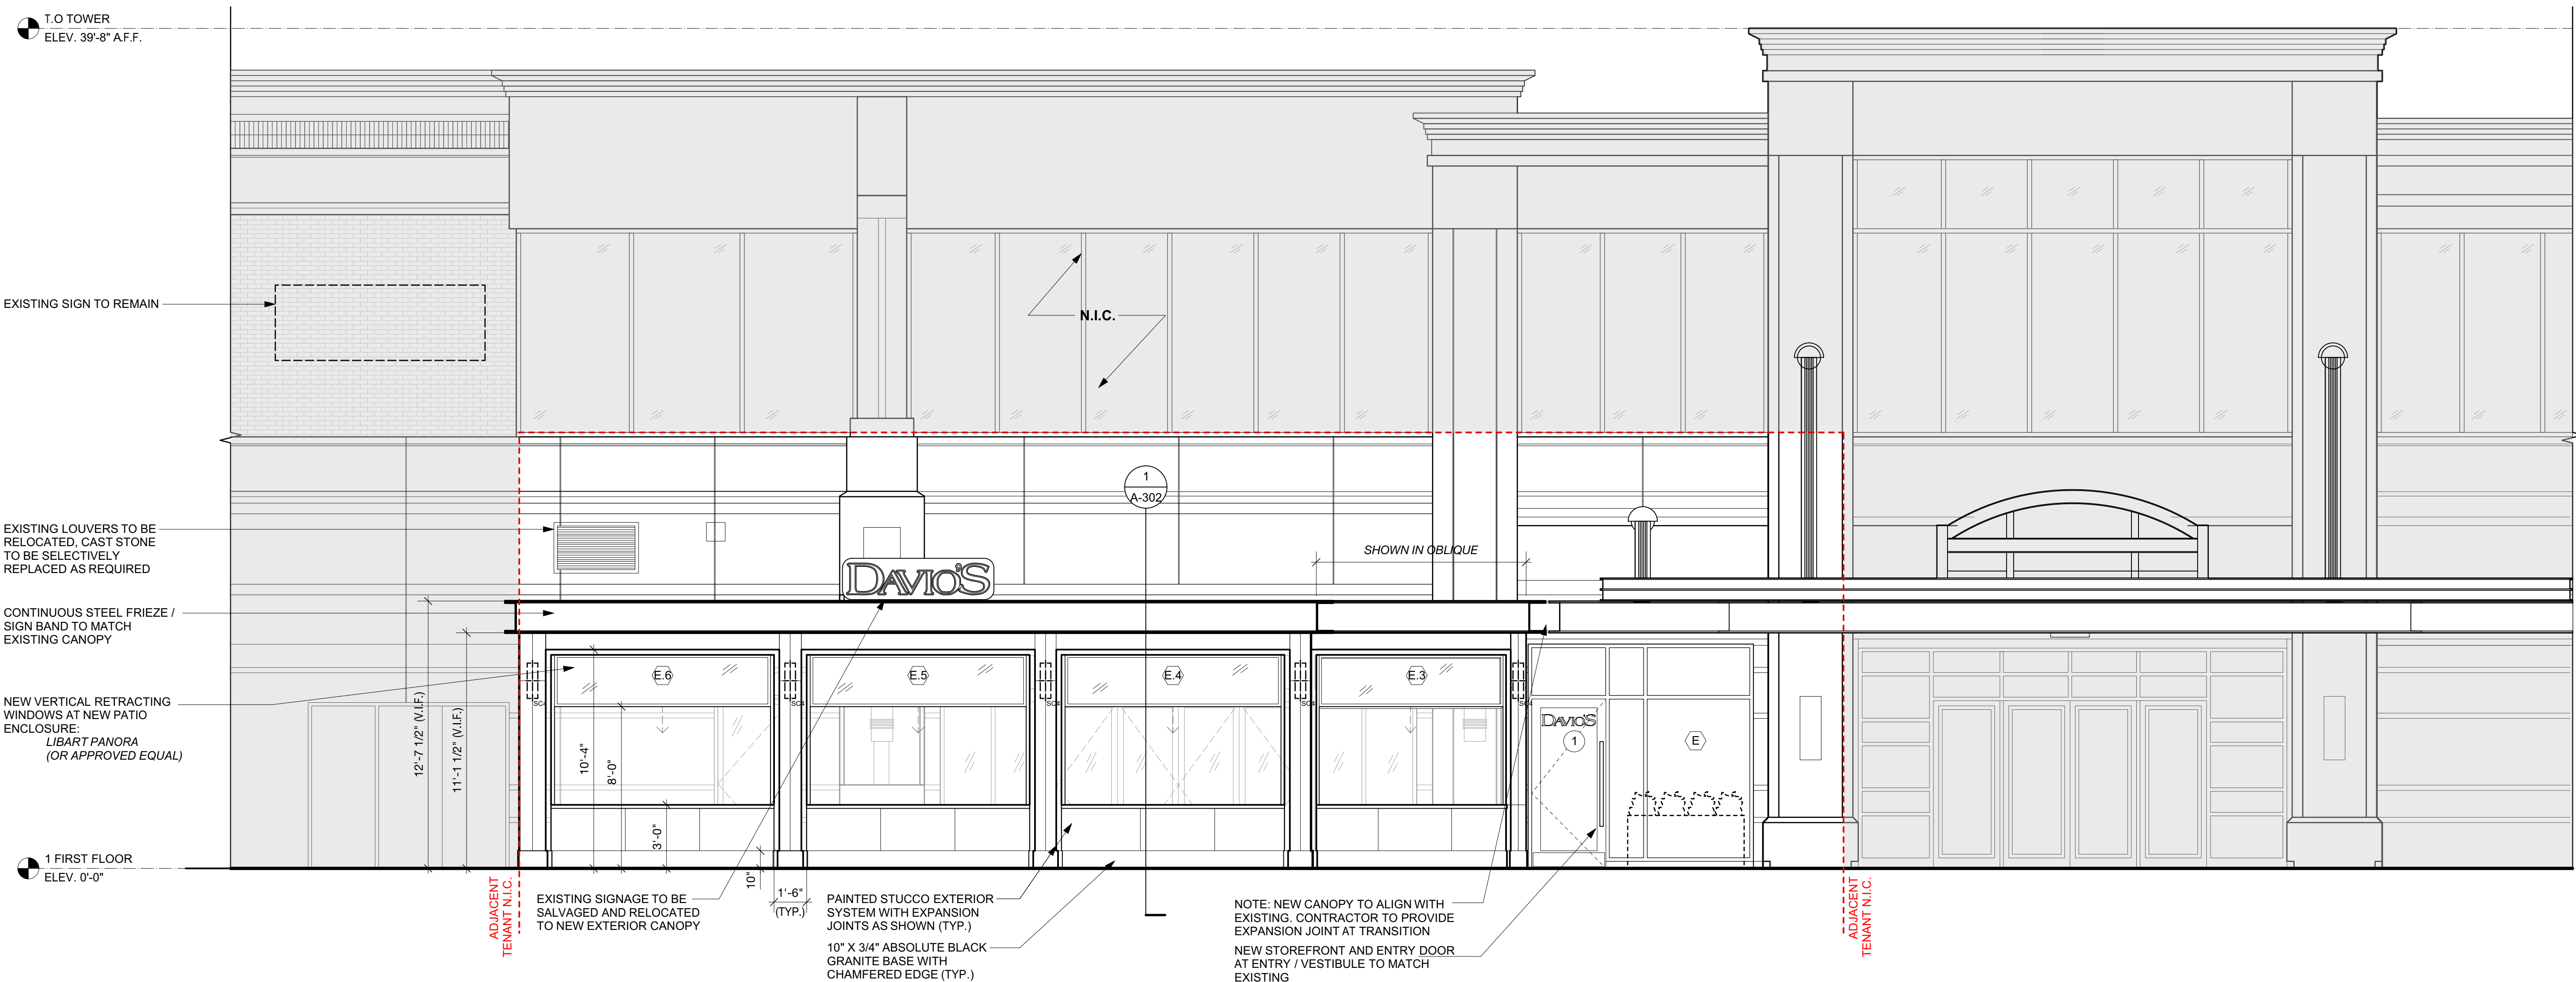 T.O TOWER
ELEV. 39'-8" A.F.F.
EXISTING SIGN TO REMAIN
N.I.C.
1
A-302
EXISTING LOUVERS TO BE
RELOCATED, CAST STONE
TO BE SELECTIVELY
REPLACED AS REQUIRED
SHOWN IN OBLIQUE
DAVIO'S
CONTINUOUS STEEL FRIEZE /
SIGN BAND TO MATCH
EXISTING CANOPY
NEW VERTICAL RETRACTING
WINDOWS AT NEW PATIO
ENCLOSURE:
LIBART PANORA
(OR APPROVED EQUAL)
12'-7 1/2" (V.I.F.)
11'-1 1/2" (V.I.F.)
10'-4"
8'-0"
3'-0"
10"
1'-6"
(TYP.)
E.6
E.5
E.4
E.3
SC4
SC4
SC4
SC4
SC4
DAVIO'S
1
E
1 FIRST FLOOR
ELEV. 0'-0"
ADJACENT
TENANT N.I.C.
EXISTING SIGNAGE TO BE
SALVAGED AND RELOCATED
TO NEW EXTERIOR CANOPY
PAINTED STUCCO EXTERIOR
SYSTEM WITH EXPANSION
JOINTS AS SHOWN (TYP.)
10" X 3/4" ABSOLUTE BLACK
GRANITE BASE WITH
CHAMFERED EDGE (TYP.)
NOTE: NEW CANOPY TO ALIGN WITH
EXISTING. CONTRACTOR TO PROVIDE
EXPANSION JOINT AT TRANSITION
NEW STOREFRONT AND ENTRY DOOR
AT ENTRY / VESTIBULE TO MATCH
EXISTING
ADJACENT
TENANT N.I.C.